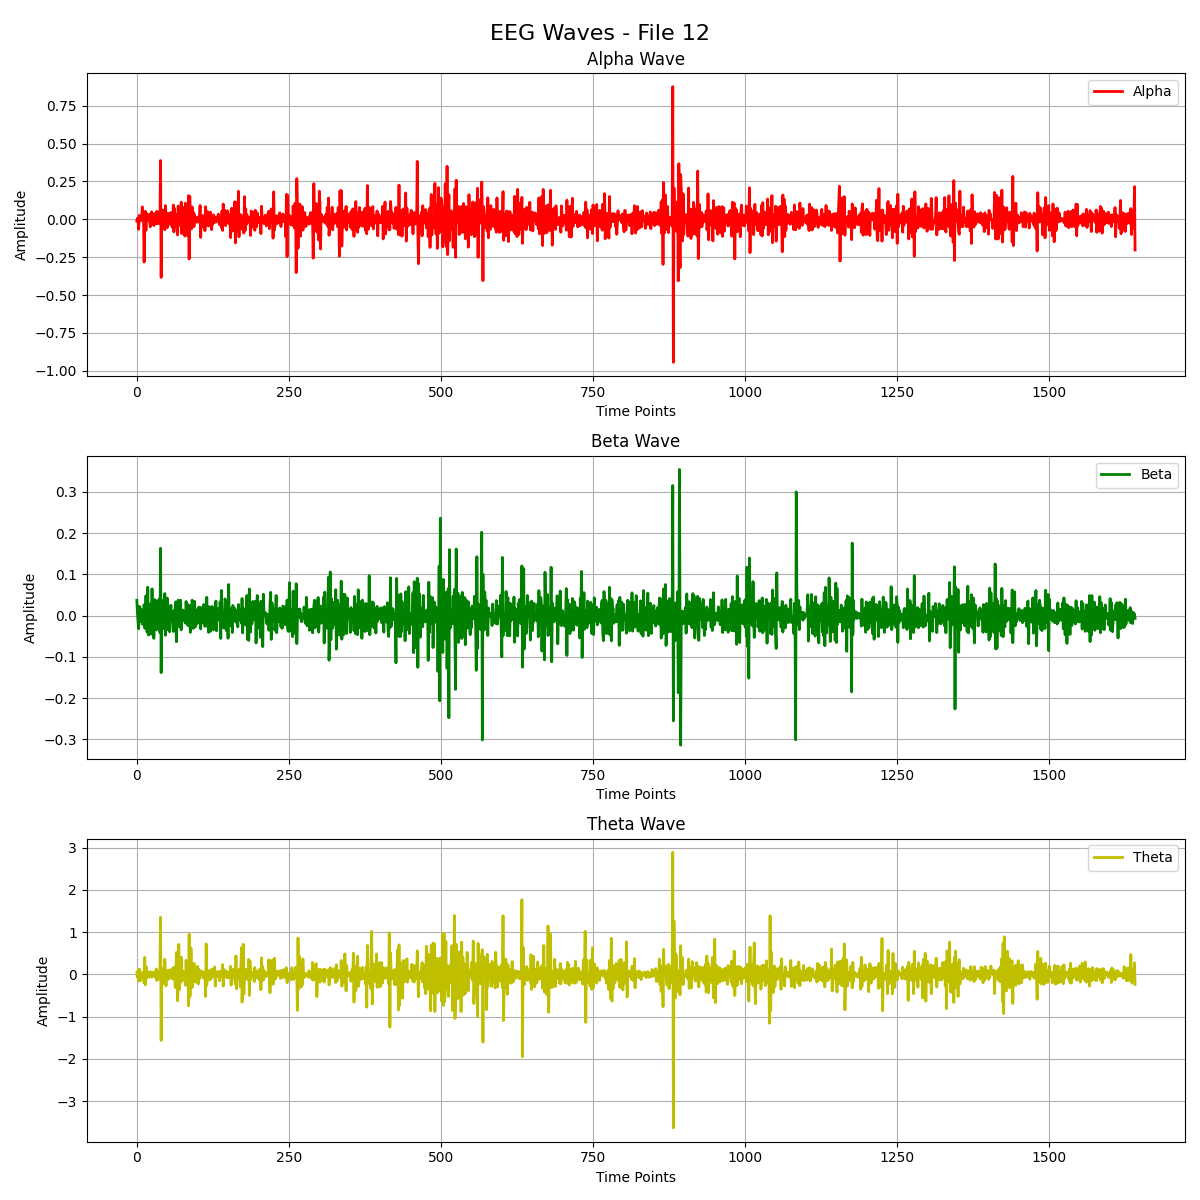 EEG Waves - File 12
Alpha Wave
Alpha
0.75
0.50
0.25
0.00
−0.25
−0.50
−0.75
−1.00
Amplitude
0 250 500 750 1000 1250 1500
Time Points
Beta Wave
Beta
0.3
0.2
0.1
0.0
−0.1
−0.2
−0.3
Amplitude
0 250 500 750 1000 1250 1500
Time Points
Theta Wave
Theta
3
2
1
0
−1
−2
−3
Amplitude
0 250 500 750 1000 1250 1500
Time Points